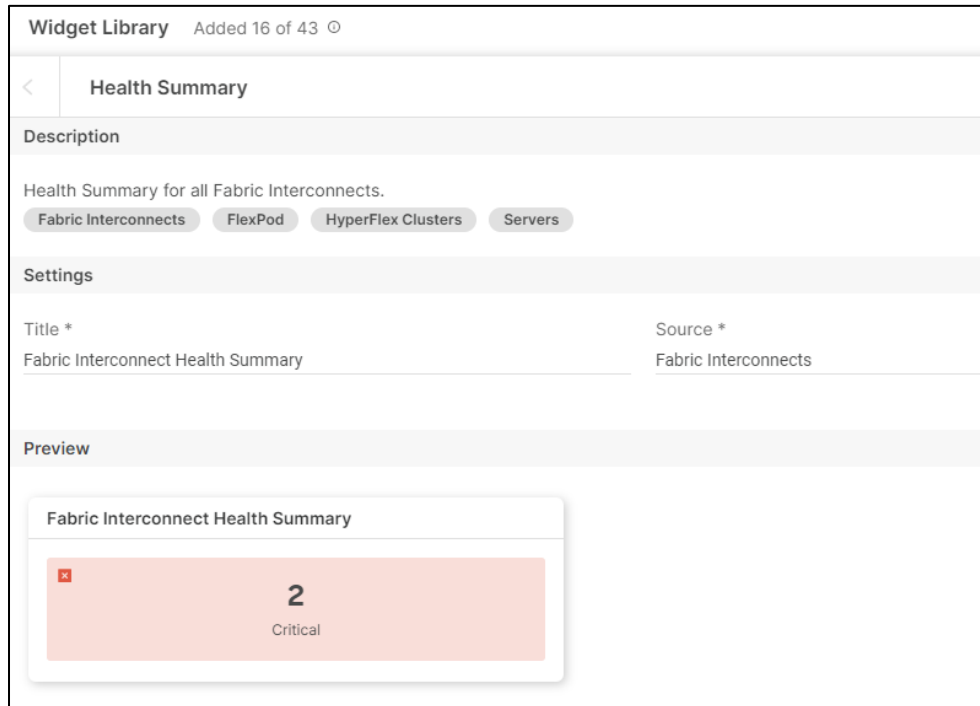 Widget Library Added 16 of 43
Health Summary
Description
Health Summary for all Fabric Interconnects.
Fabric Interconnects FlexPod HyperFlex Clusters Servers
Settings
Title * Source *
Fabric Interconnect Health Summary Fabric Interconnects
Preview
Fabric Interconnect Health Summary
2
Critical